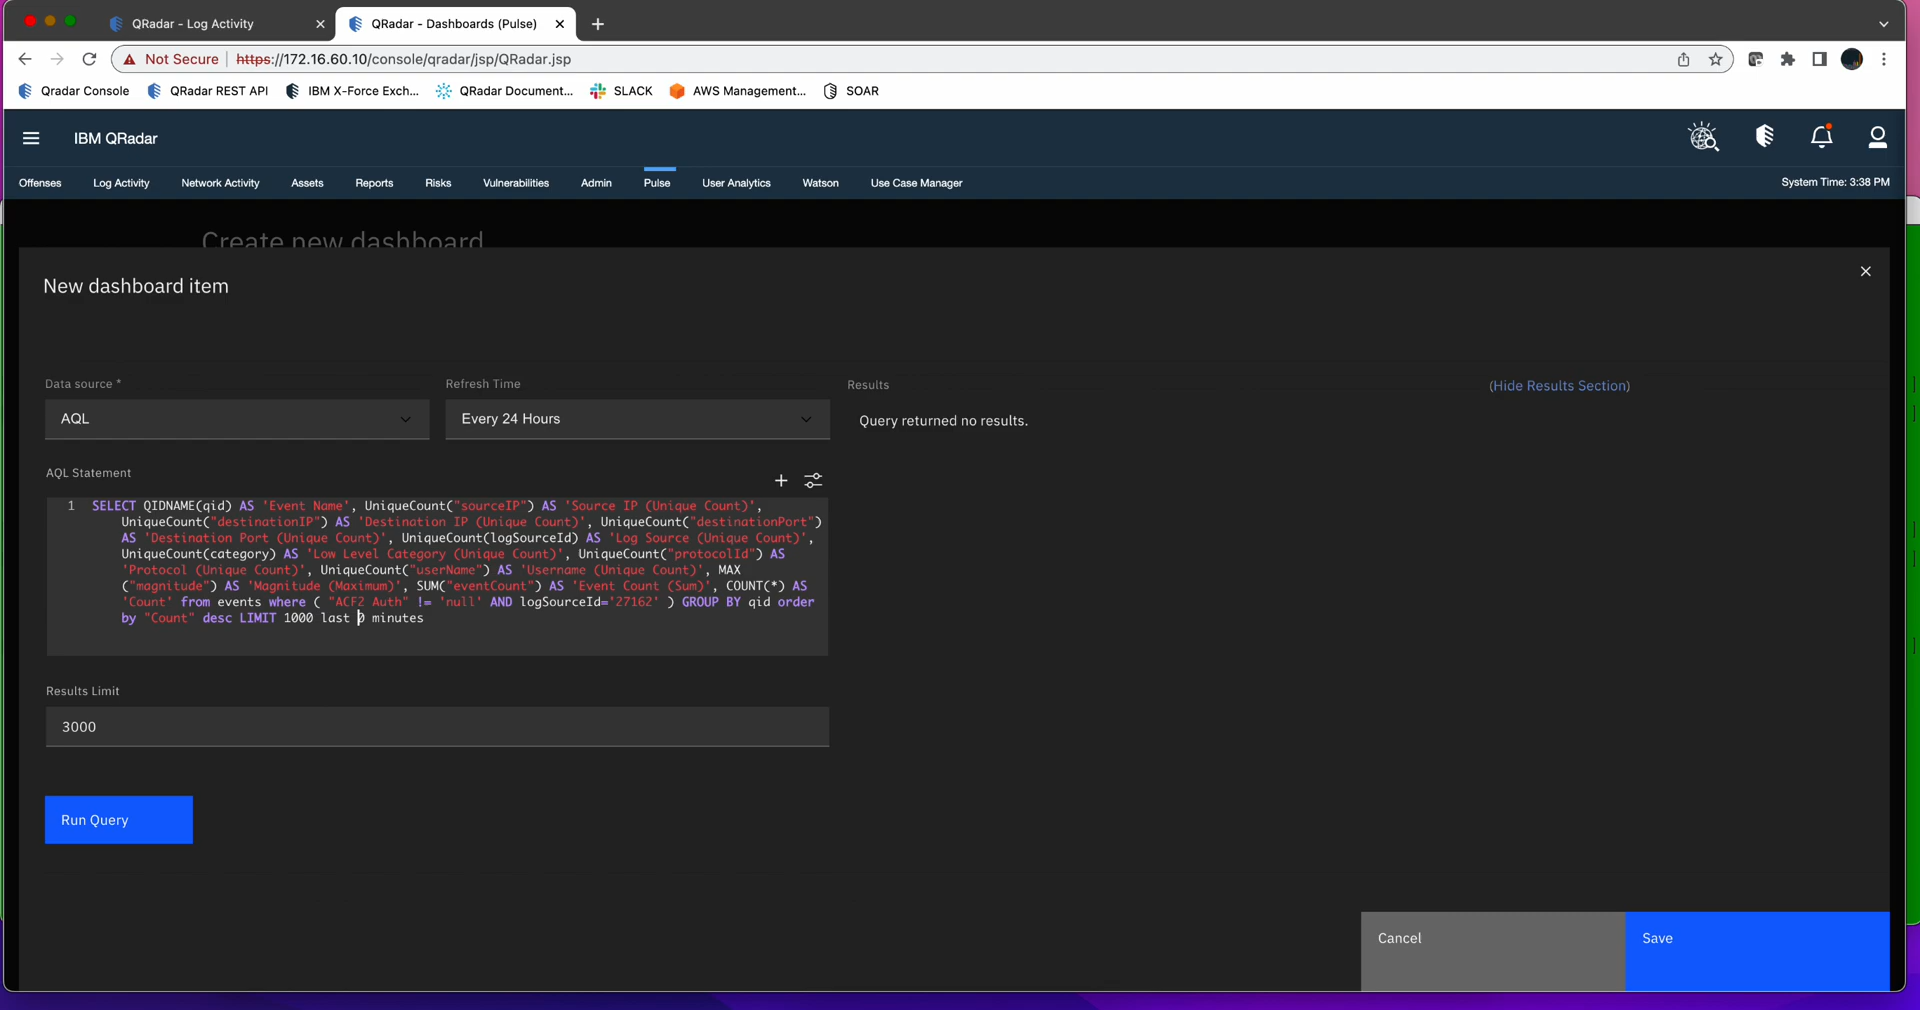 QRadar - Log Activity
QRadar - Dashboards (Pulse)
Not Secure | https://172.16.60.10/console/qradar/jsp/QRadar.jsp
Qradar Console QRadar REST API IBM X-Force Exch... QRadar Document... SLACK AWS Management... SOAR
IBM QRadar
Offenses Log Activity Network Activity Assets Reports Risks Vulnerabilities Admin Pulse User Analytics Watson Use Case Manager System Time: 3:38 PM
Create new dashboard
New dashboard item
Data source * Refresh Time Results (Hide Results Section)
AQL Every 24 Hours Query returned no results.
AQL Statement
1 SELECT QIDNAME(qid) AS 'Event Name', UniqueCount("sourceIP") AS 'Source IP (Unique Count)',
UniqueCount("destinationIP") AS 'Destination IP (Unique Count)', UniqueCount("destinationPort")
AS 'Destination Port (Unique Count)', UniqueCount(logSourceId) AS 'Log Source (Unique Count)',
UniqueCount(category) AS 'Low Level Category (Unique Count)', UniqueCount("protocolId") AS
'Protocol (Unique Count)', UniqueCount("userName") AS 'Username (Unique Count)', MAX
("magnitude") AS 'Magnitude (Maximum)', SUM("eventCount") AS 'Event Count (Sum)', COUNT(*) AS
'Count' from events where ( "ACF2 Auth" != 'null' AND logSourceId='27162' ) GROUP BY qid order
by "Count" desc LIMIT 1000 last 0 minutes
Results Limit
3000
Run Query
Cancel Save